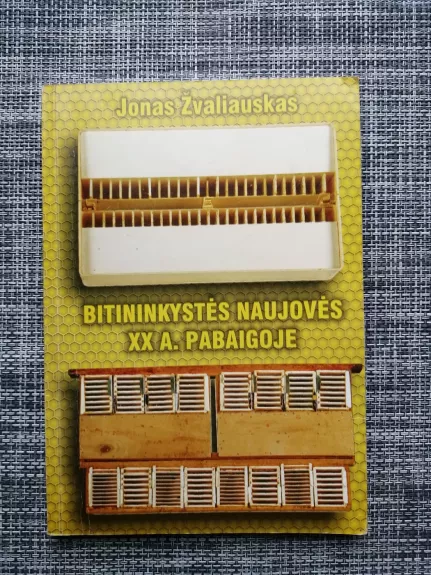 Jonas Žvaliauskas
BITININKYSTĖS NAUJOVĖS
XX A. PABAIGOJE